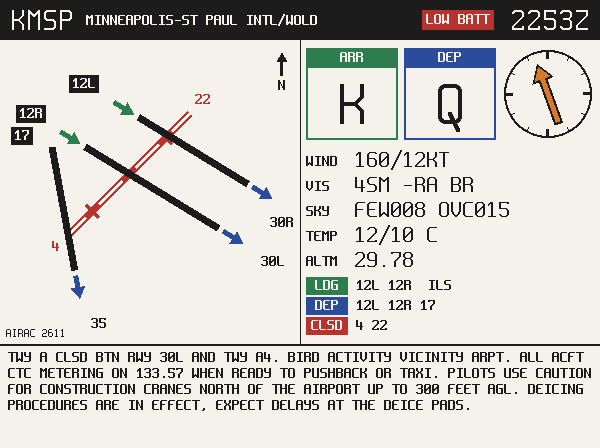 KMSP MINNEAPOLIS-ST PAUL INTL/WOLD LOW BATT 2253Z
12L
22
N
12R
17
30R
4
30L
35
AIRAC 2611
ARR DEP
K Q
WIND 160/12KT
VIS 4SM -RA BR
SKY FEW008 OVC015
TEMP 12/10 C
ALTM 29.78
LDG 12L 12R ILS
DEP 12L 12R 17
CLSD 4 22
TWY A CLSD BTN RWY 30L AND TWY A4. BIRD ACTIVITY VICINITY ARPT. ALL ACFT
CTC METERING ON 133.57 WHEN READY TO PUSHBACK OR TAXI. PILOTS USE CAUTION
FOR CONSTRUCTION CRANES NORTH OF THE AIRPORT UP TO 300 FEET AGL. DEICING
PROCEDURES ARE IN EFFECT, EXPECT DELAYS AT THE DEICE PADS.